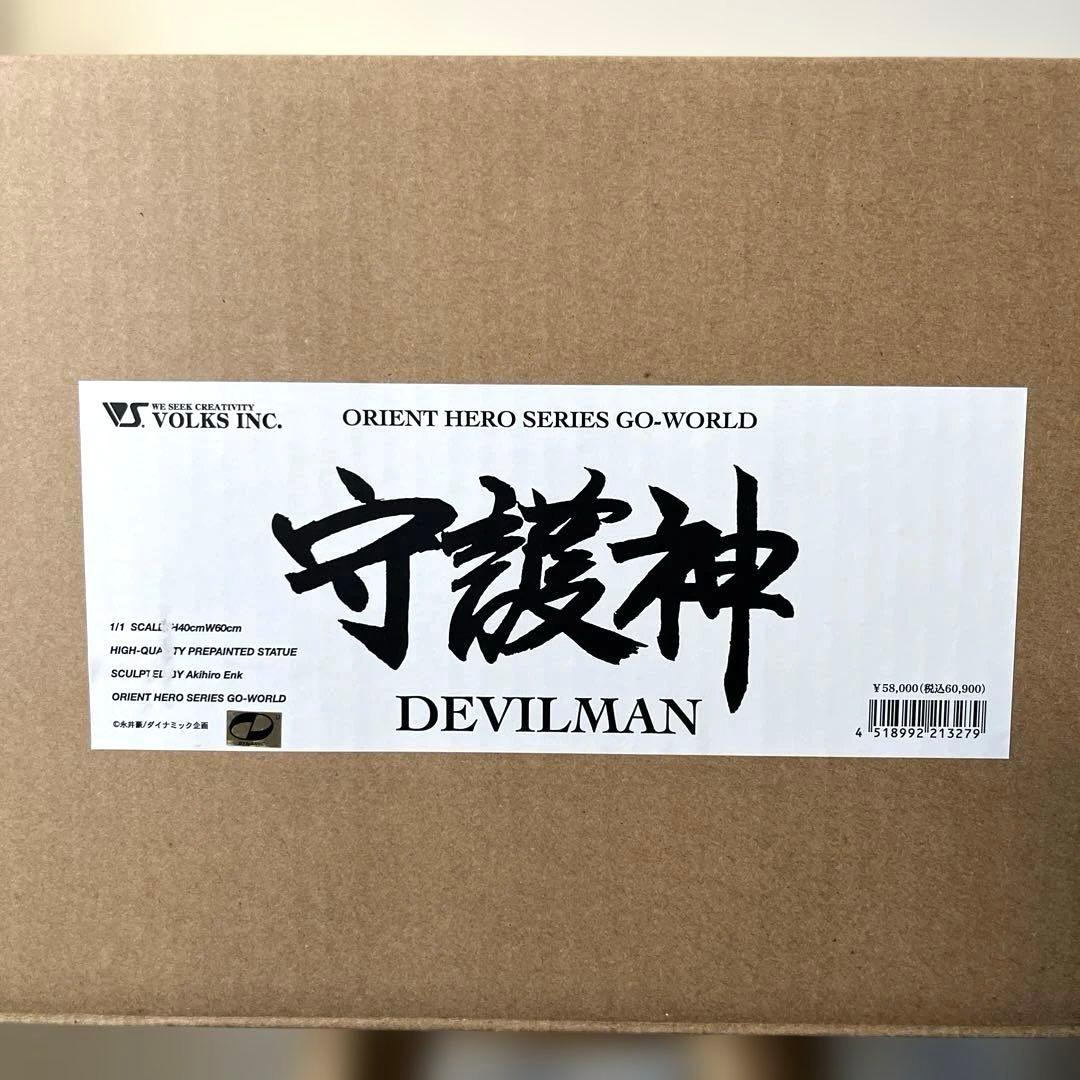 VS. WE SEEK CREATIVITY
VOLKS INC.
ORIENT HERO SERIES GO-WORLD
守護神
DEVILMAN
1/1 SCALE H40cmW60cm
HIGH-QUALITY PREPAINTED STATUE
SCULPTED BY Akihiro Enk
ORIENT HERO SERIES GO-WORLD
©永井豪/ダイナミック企画
¥58,000(税込60,900)
4 518992 213279